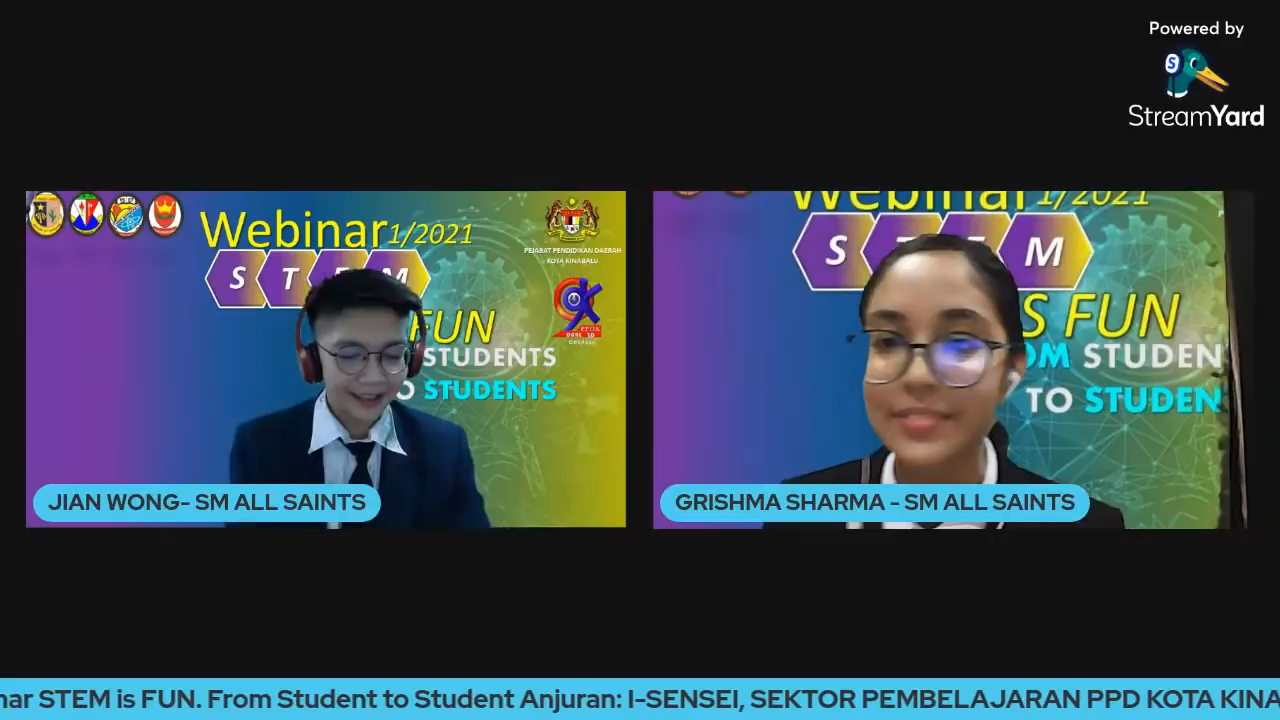 Powered by
StreamYard
Webinar 1/2021
S T E M
FUN
STUDENTS
O STUDENTS
PEJABAT PENDIDIKAN DAERAH
KOTA KINABALU
JIAN WONG- SM ALL SAINTS
Webinar 1/2021
S T E M
S FUN
OM STUDEN
TO STUDEN
GRISHMA SHARMA - SM ALL SAINTS
nar STEM is FUN. From Student to Student Anjuran: I-SENSEI, SEKTOR PEMBELAJARAN PPD KOTA KINA